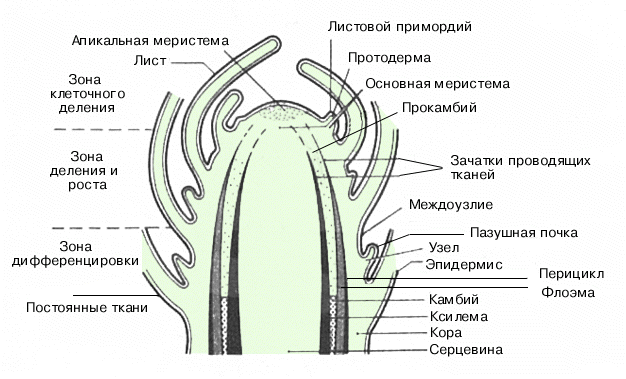 Листовой примордий
Апикальная меристема
Лист
Протодерма
Зона
клеточного
деления
Основная меристема
Прокамбий
Зона
деления и
роста
Зачатки проводящих
тканей
Междоузлие
Пазушная почка
Зона
дифференцировки
Узел
Эпидермис
Перицикл
Флоэма
Постоянные ткани
Камбий
Ксилема
Кора
Серцевина